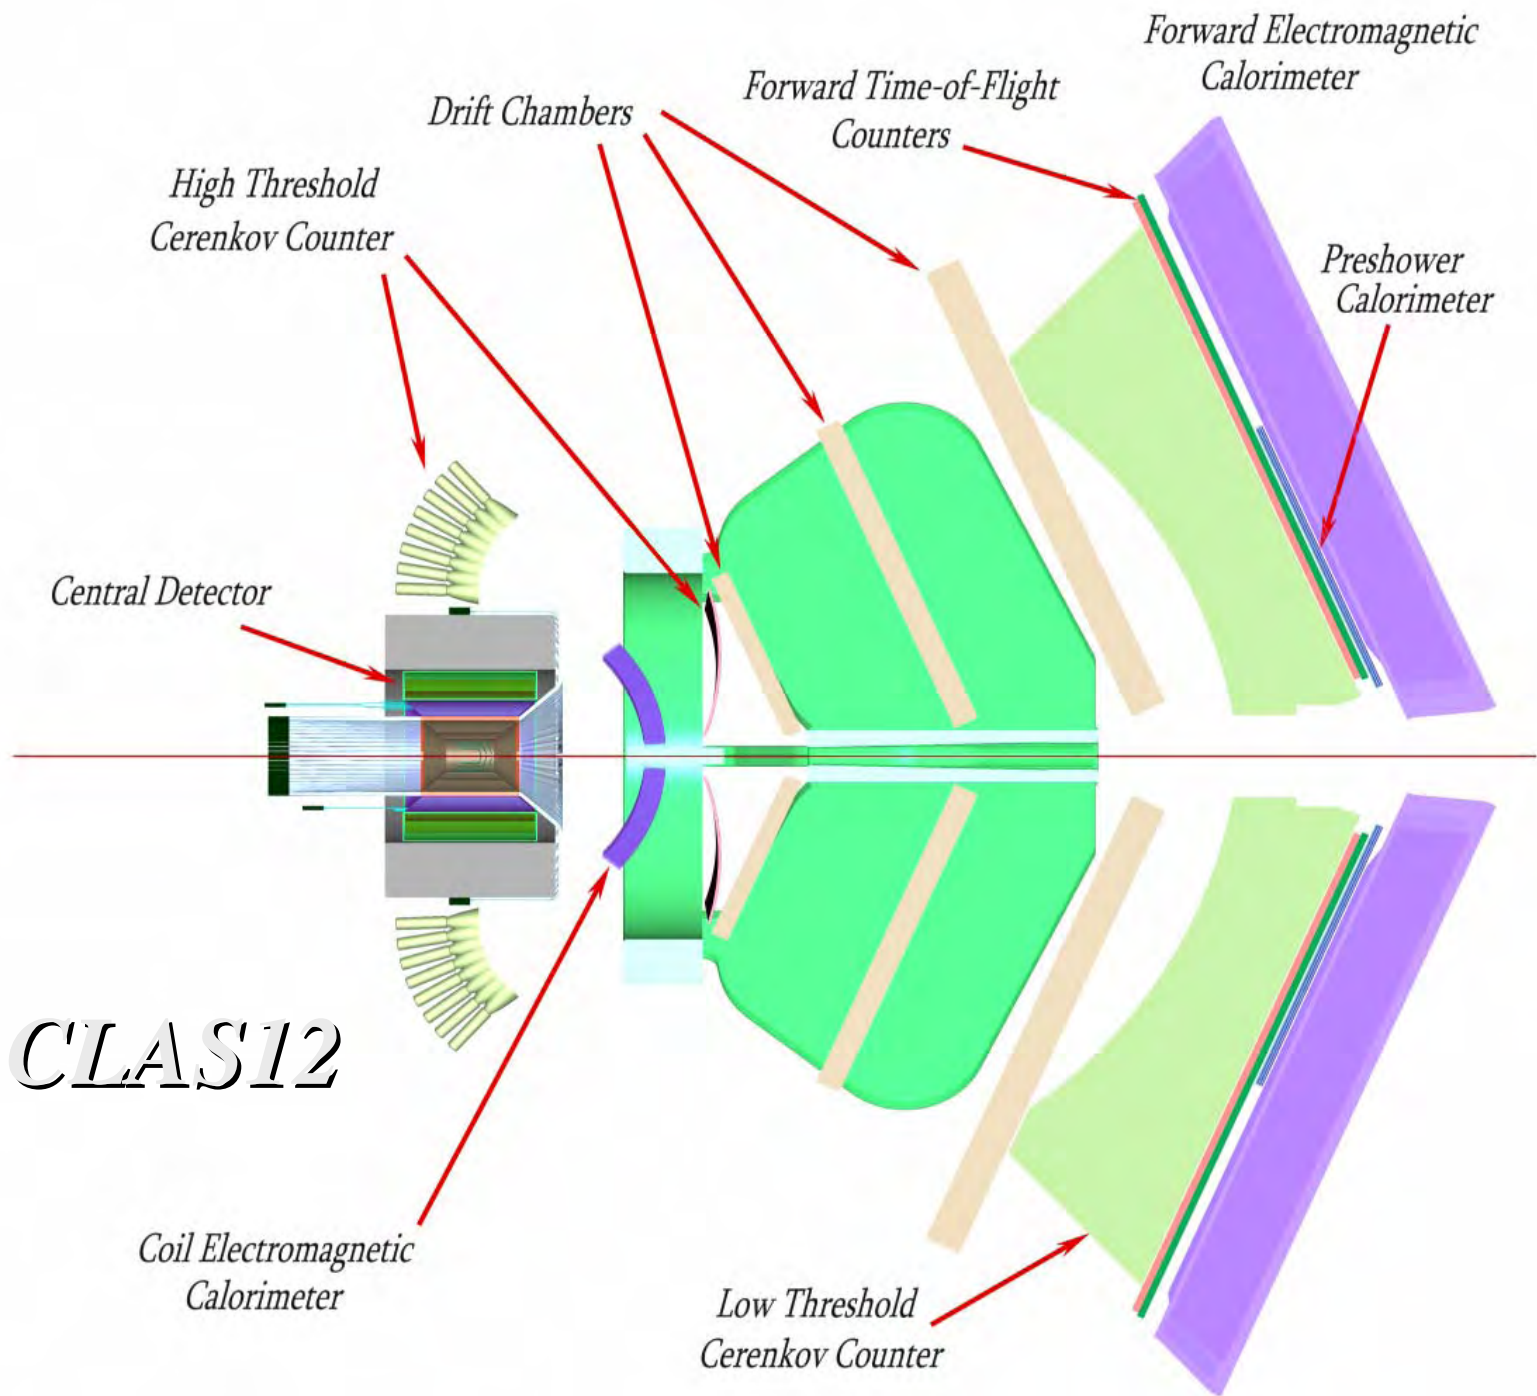 Forward Electromagnetic
Calorimeter
Forward Time-of-Flight
Counters
Drift Chambers
High Threshold
Cerenkov Counter
Preshower
Calorimeter
Central Detector
CLAS12
Coil Electromagnetic
Calorimeter
Low Threshold
Cerenkov Counter